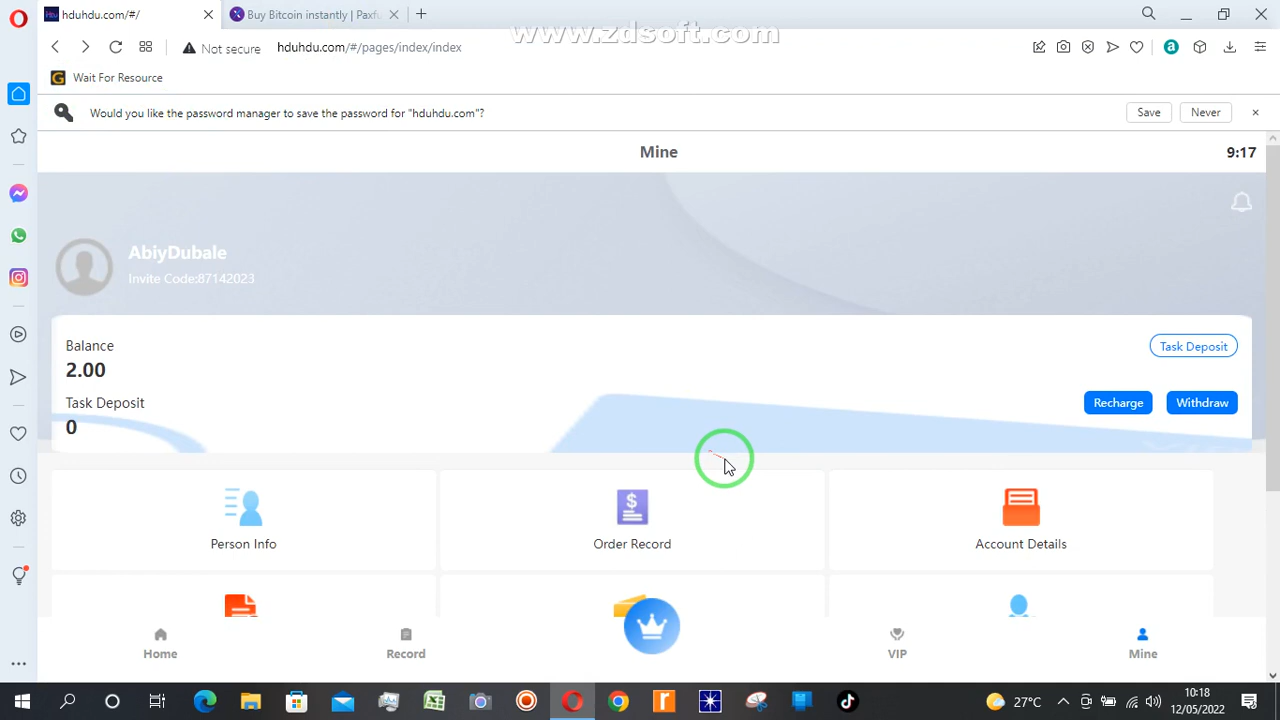 hduhdu.com/#/
Buy Bitcoin instantly | Paxfu
www.zdsoft.com
Not secure
hduhdu.com/#/pages/index/index
Wait For Resource
Would you like the password manager to save the password for "hduhdu.com"?
Save
Never
Mine
9:17
AbiyDubale
Invite Code:87142023
Balance
2.00
Task Deposit
Task Deposit
0
Recharge
Withdraw
Person Info
Order Record
Account Details
Home
Record
VIP
Mine
27°C
10:18
12/05/2022